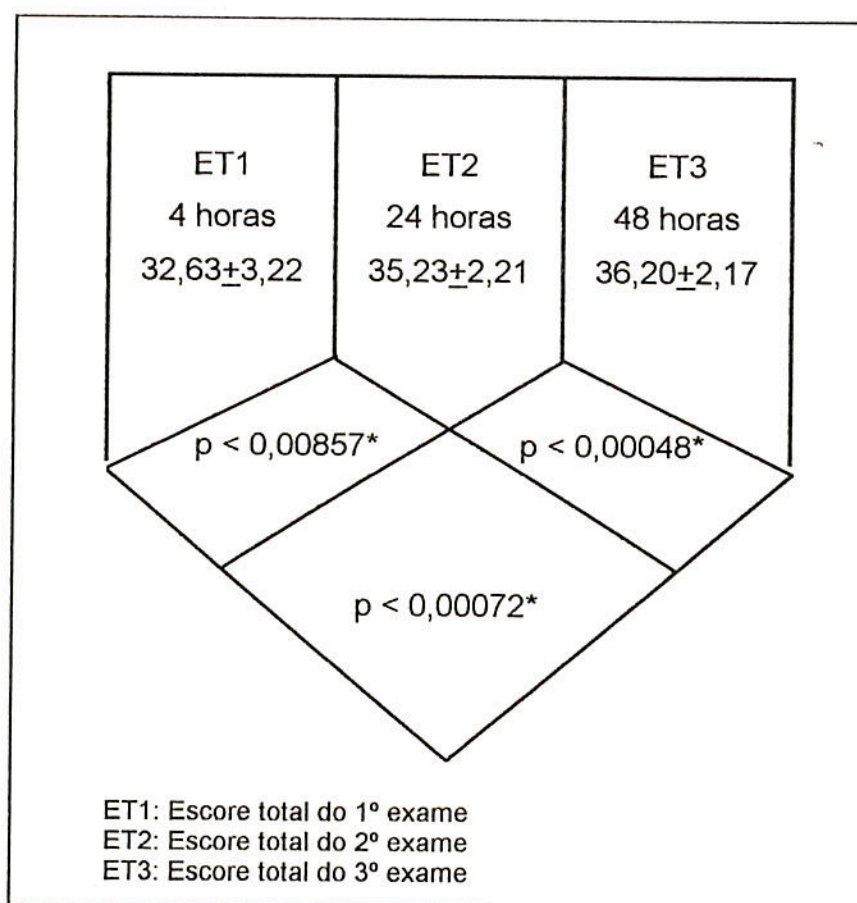 ET1
4 horas
32,63±3,22
ET2
24 horas
35,23±2,21
ET3
48 horas
36,20±2,17
p < 0,00857*
p < 0,00048*
p < 0,00072*
ET1: Escore total do 1º exame
ET2: Escore total do 2º exame
ET3: Escore total do 3º exame